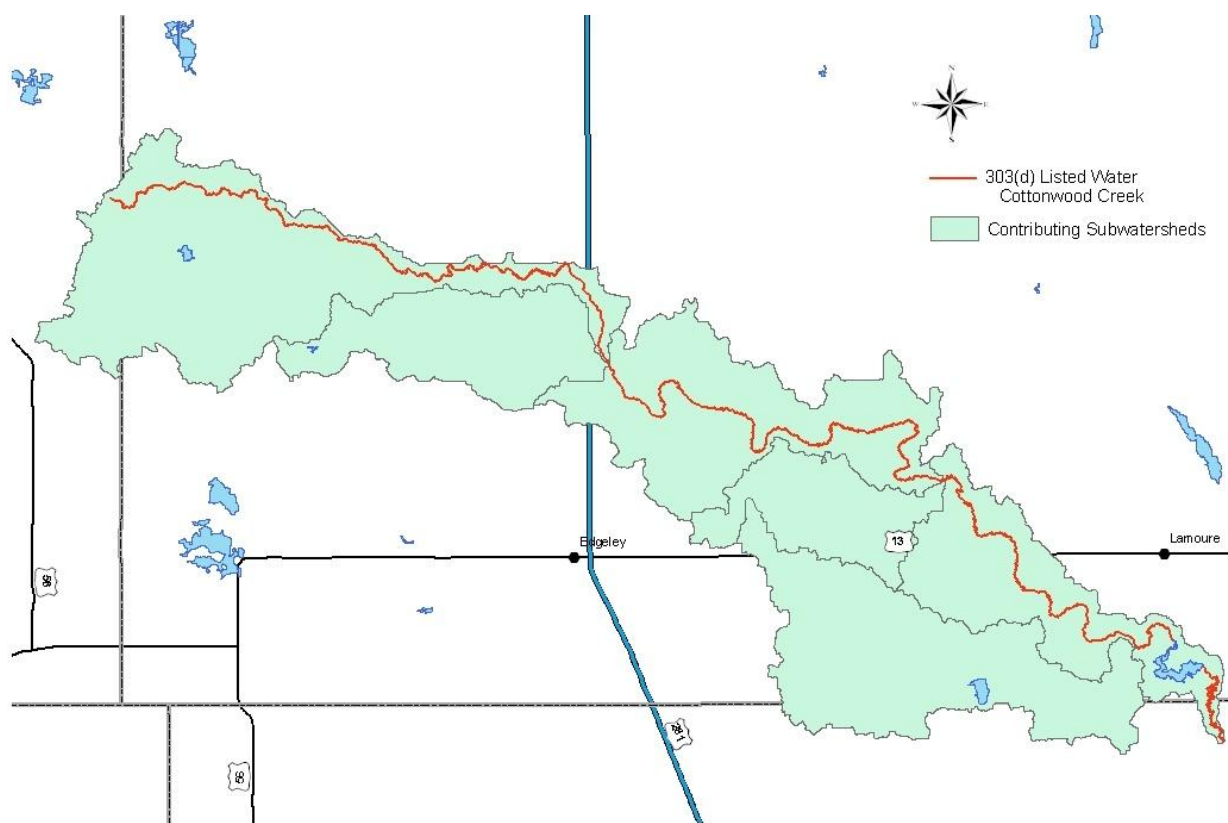 N
W
E
S
303(d) Listed Water
Cottonwood Creek
Contributing Subwatersheds
Edgeley
13
Lamoure
56
281
56